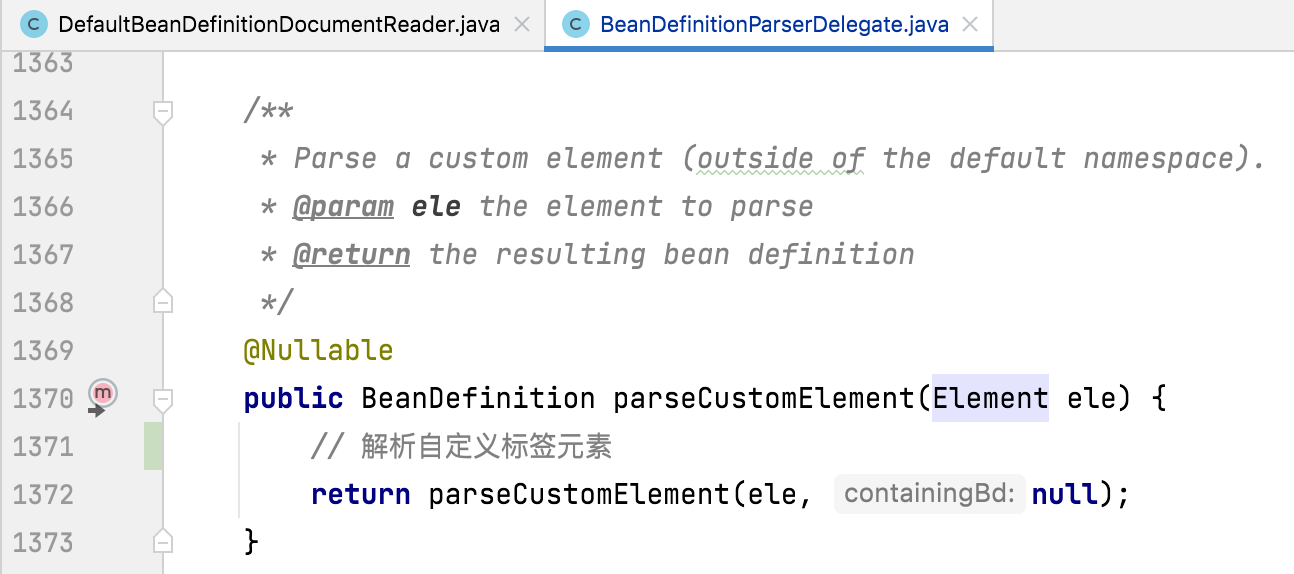 C DefaultBeanDefinitionDocumentReader.java × C BeanDefinitionParserDelegate.java ×
1363
1364 /**
1365 * Parse a custom element (outside of the default namespace).
1366 * @param ele the element to parse
1367 * @return the resulting bean definition
1368 */
1369 @Nullable
1370 m public BeanDefinition parseCustomElement(Element ele) {
1371 // 解析自定义标签元素
1372 return parseCustomElement(ele, containingBd: null);
1373 }